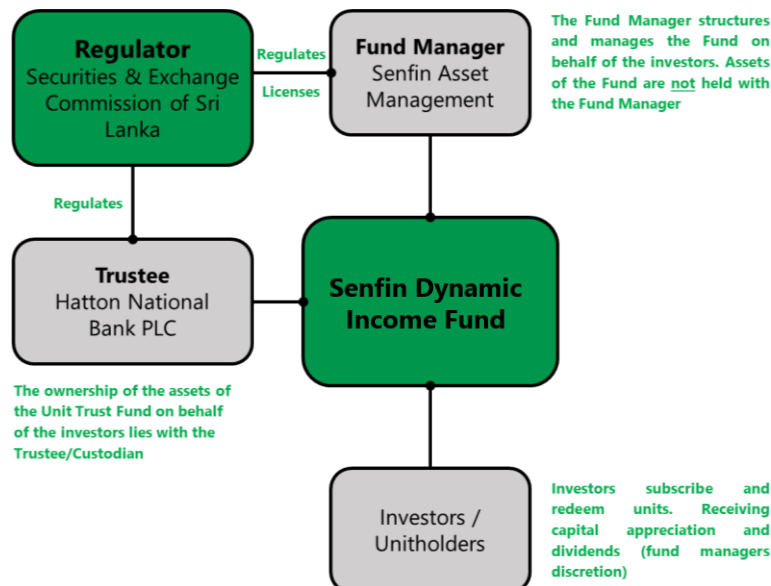 Regulator
Securities & Exchange
Commission of Sri
Lanka
Regulates
Licenses
Fund Manager
Senfin Asset
Management
The Fund Manager structures
and manages the Fund on
behalf of the investors. Assets
of the Fund are not held with
the Fund Manager
Regulates
Trustee
Hatton National
Bank PLC
Senfin Dynamic
Income Fund
The ownership of the assets of
the Unit Trust Fund on behalf
of the investors lies with the
Trustee/Custodian
Investors /
Unitholders
Investors subscribe and
redeem units. Receiving
capital appreciation and
dividends (fund managers
discretion)